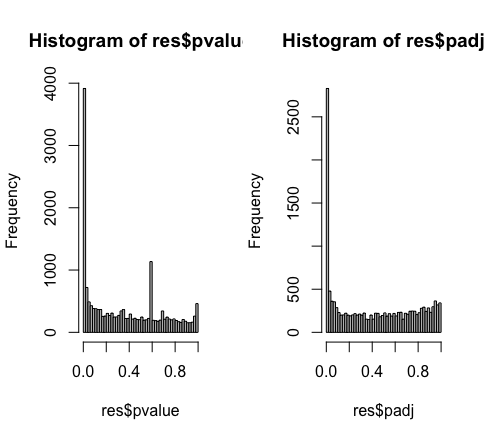 Histogram of res$pvalu
Frequency
0 1000 2000 3000 4000
0.0 0.4 0.8
res$pvalue
Histogram of res$padj
Frequency
0 500 1500 2500
0.0 0.4 0.8
res$padj